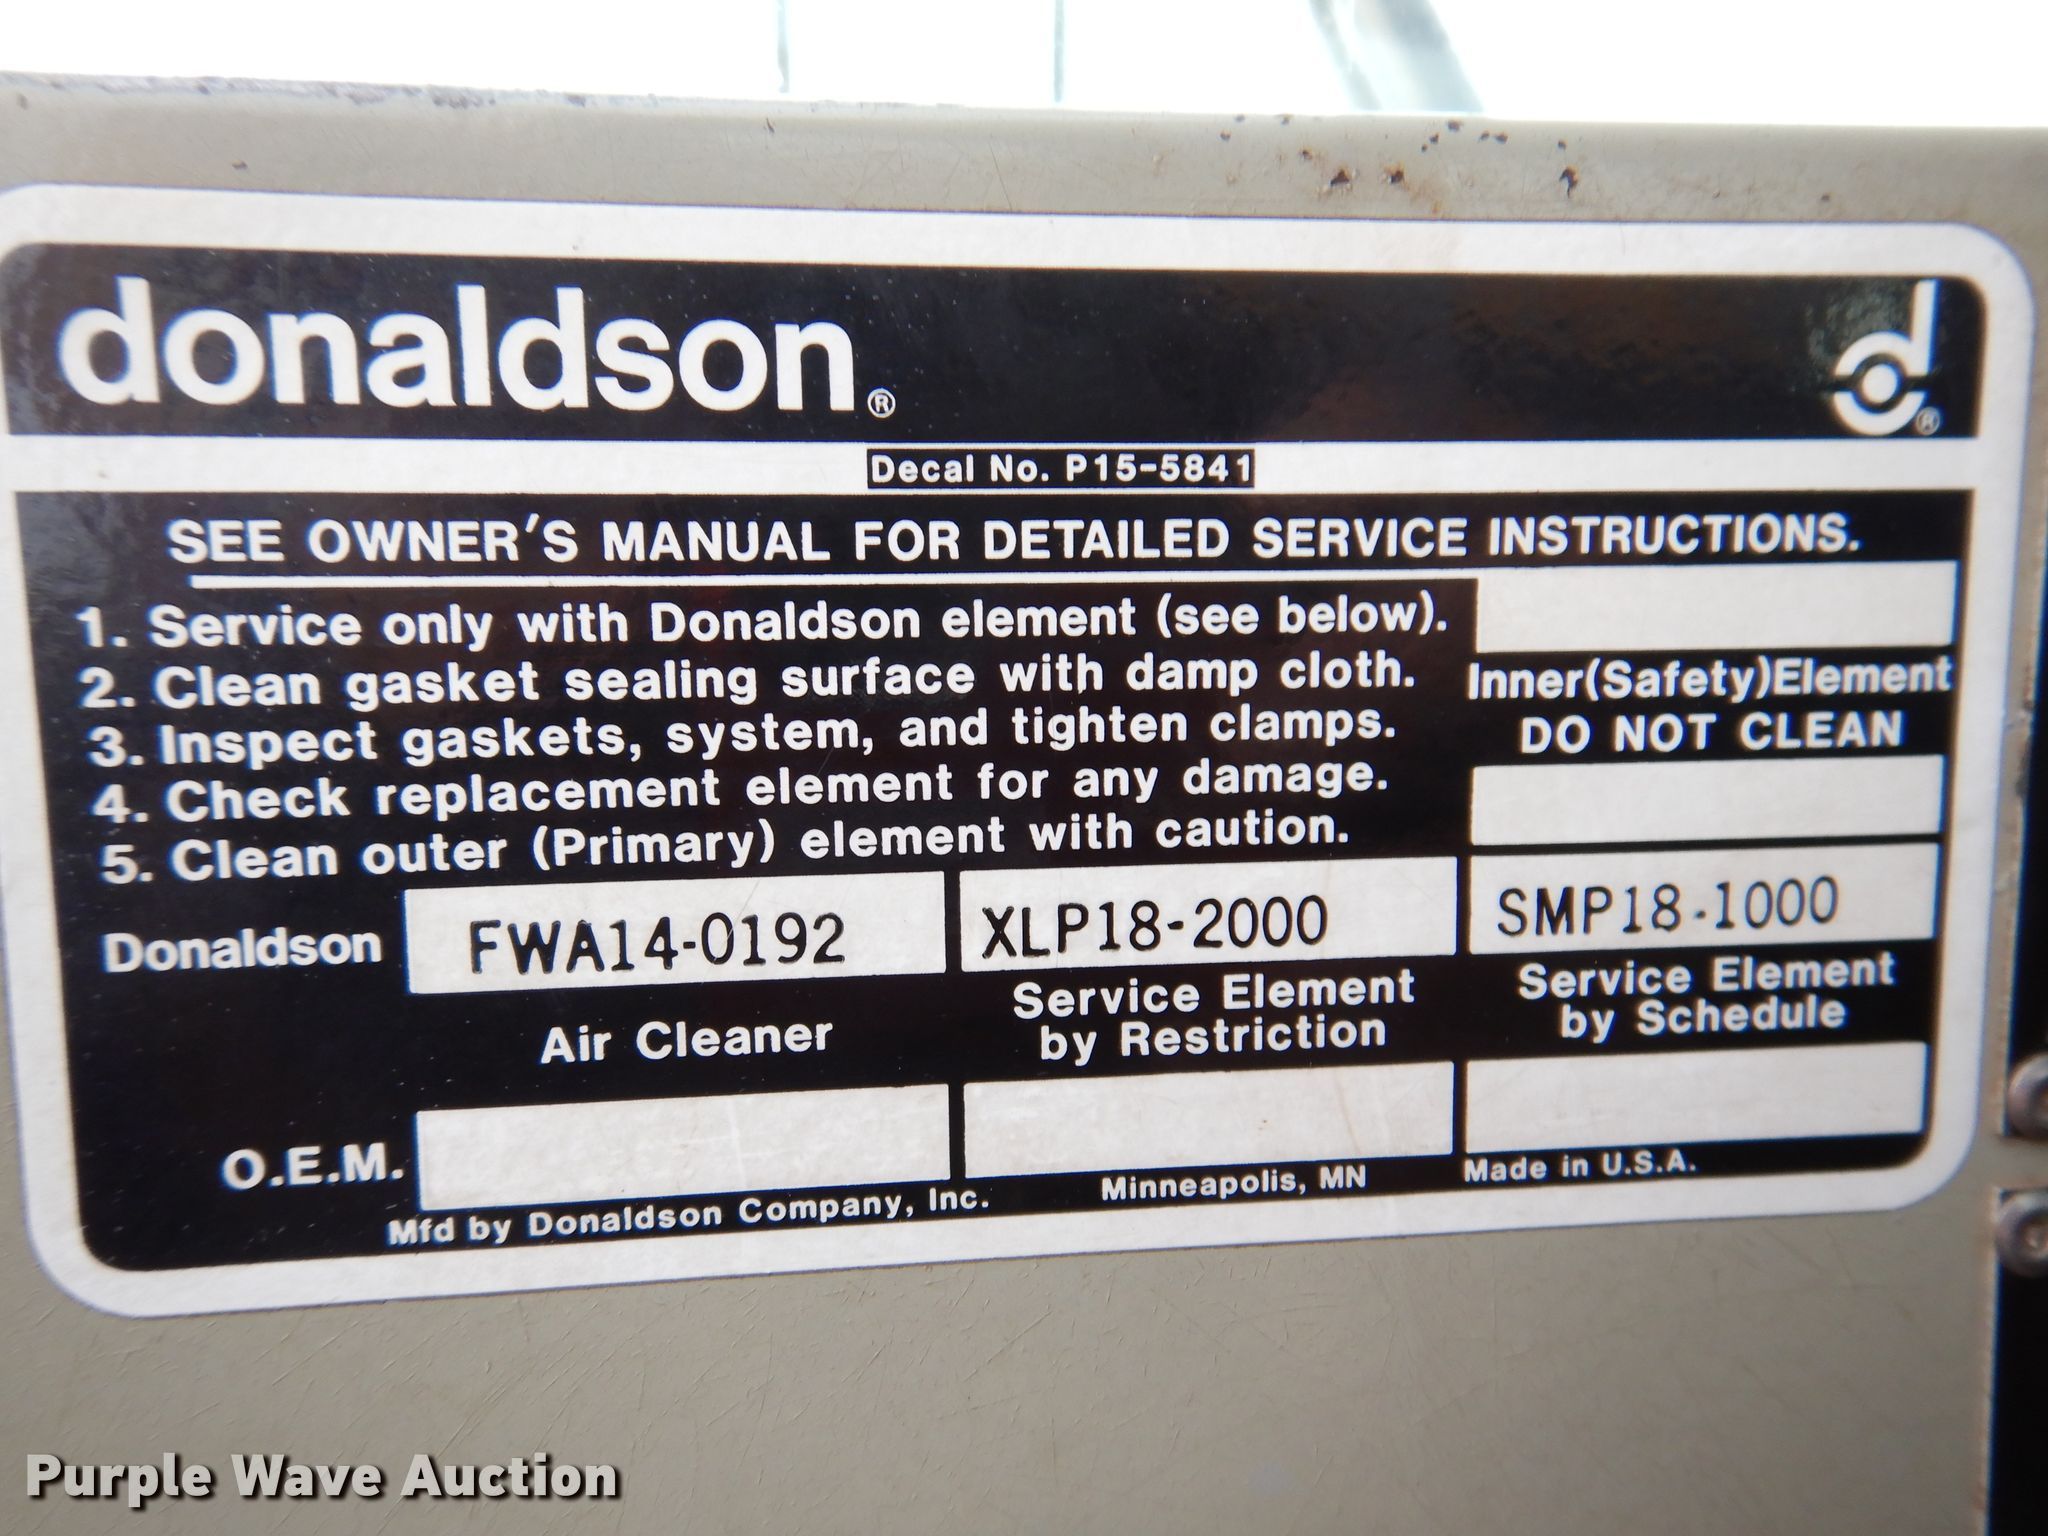 donaldson®
d®
Decal No. P15-5841
SEE OWNER'S MANUAL FOR DETAILED SERVICE INSTRUCTIONS.
1. Service only with Donaldson element (see below).
2. Clean gasket sealing surface with damp cloth.
3. Inspect gaskets, system, and tighten clamps.
4. Check replacement element for any damage.
5. Clean outer (Primary) element with caution.
Inner(Safety)Element
DO NOT CLEAN
Donaldson FWA14-0192 XLP18-2000 SMP18-1000
Air Cleaner
Service Element
by Restriction
Service Element
by Schedule
O.E.M.
Mfd by Donaldson Company, Inc. Minneapolis, MN Made in U.S.A.
Purple Wave Auction